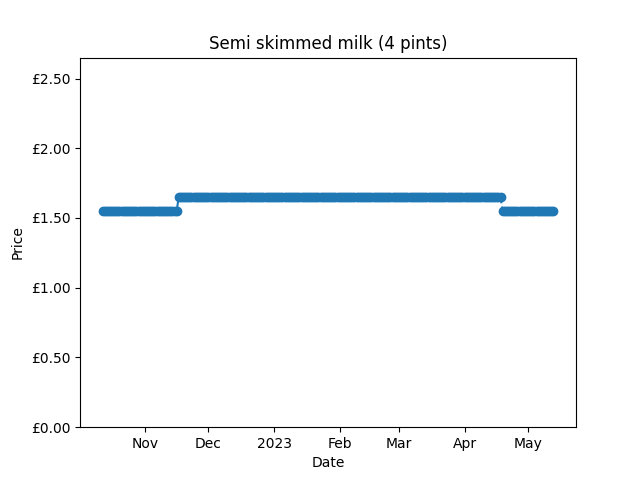 Semi skimmed milk (4 pints)
£2.50
£2.00
£1.50
£1.00
£0.50
£0.00
Price
Nov Dec 2023 Feb Mar Apr May
Date